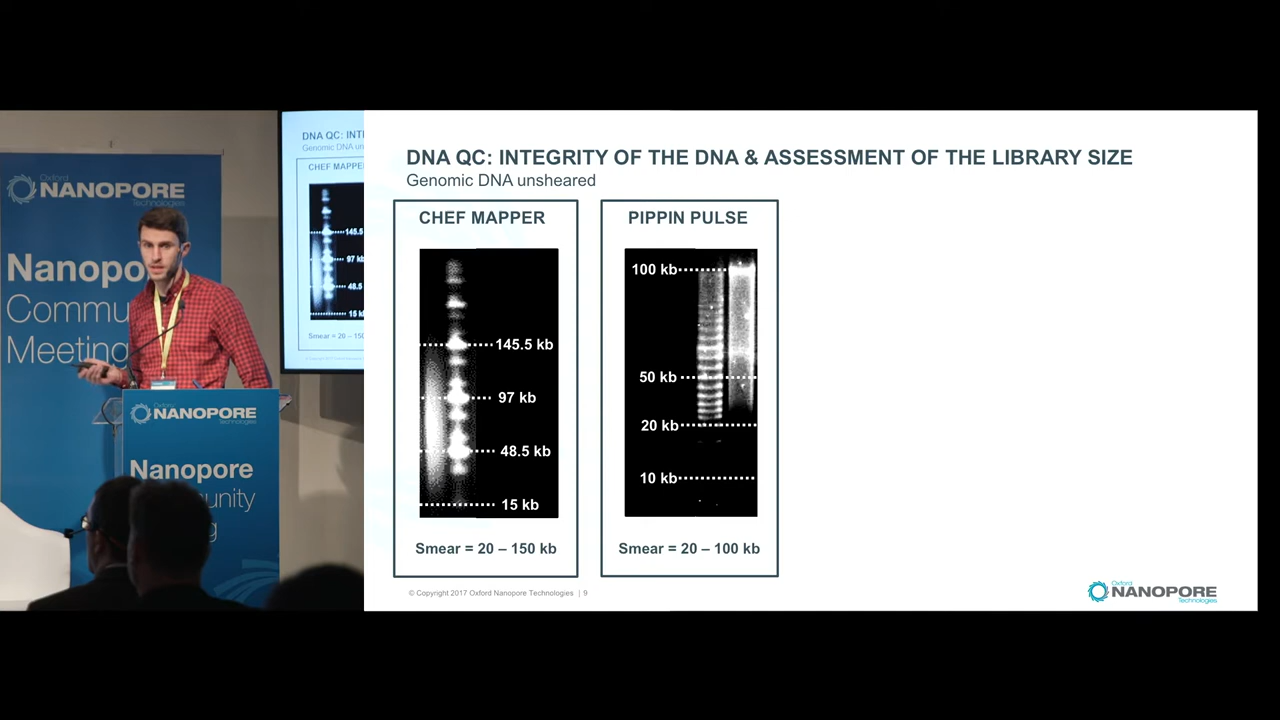 Oxford
NANOPORE
Technologies
Nanopo
Commu
Meeting
Oxford
NANOPORE
Technologies
Nanopore
unity
g
DNA QC: INT
Genomic DNA un
CHEF MAPPE
145.5
97 kb
48.5
15 k
Smear = 20 – 15
DNA QC: INTEGRITY OF THE DNA & ASSESSMENT OF THE LIBRARY SIZE
Genomic DNA unsheared
CHEF MAPPER
145.5 kb
97 kb
48.5 kb
15 kb
Smear = 20 – 150 kb
PIPPIN PULSE
100 kb
50 kb
20 kb
10 kb
Smear = 20 – 100 kb
© Copyright 2017 Oxford Nanopore Technologies | 9
Oxford
NANOPORE
Technologies